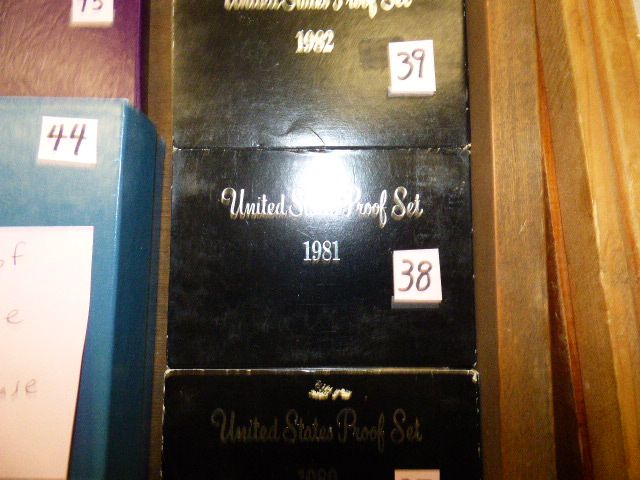 United States Proof Set
1982
39
44
United States Proof Set
1981
38
United States Proof Set